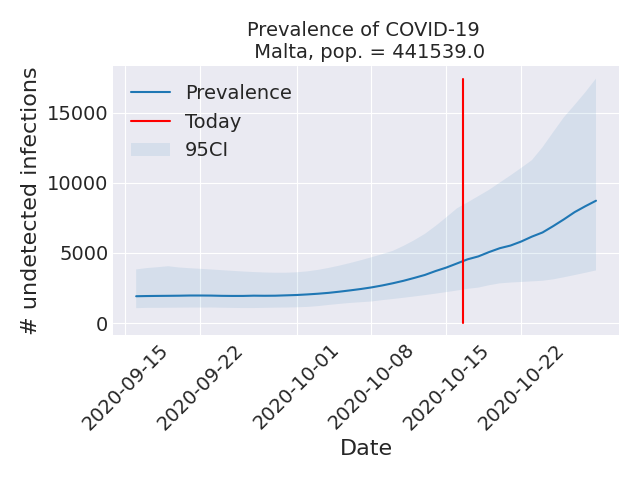 Prevalence of COVID-19
Malta, pop. = 441539.0
# undetected infections
15000
10000
5000
0
Prevalence
Today
95CI
2020-09-15
2020-09-22
2020-10-01
2020-10-08
2020-10-15
2020-10-22
Date